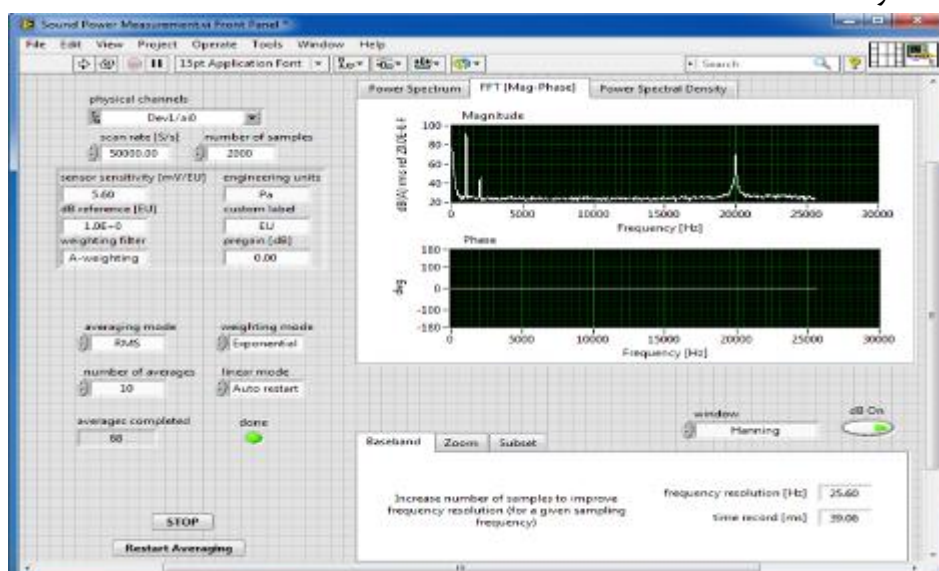 Sound Power Measurement.vi Front Panel *
File Edit View Project Operate Tools Window Help
15pt Application Font
Search
physical channels
Dev1/ai0
scan rate [S/s] number of samples
50000.00 2000
sensor sensitivity [mV/EU] engineering units
5.60 Pa
dB reference [EU] custom label
1.0E+0 EU
weighting filter pregain [dB]
A-weighting 0.00
averaging mode weighting mode
RMS Exponential
number of averages linear mode
10 Auto restart
averages completed done
68
STOP
Restart Averaging
Power Spectrum FFT [Mag-Phase] Power Spectral Density
Magnitude
100
80
60
40
20
0 5000 10000 15000 20000 25000 30000
Frequency [Hz]
Phase
deg
180
100
0
-100
-180
0 5000 10000 15000 20000 25000 30000
Frequency [Hz]
window dB On
Hanning
Baseband Zoom Subset
Increase number of samples to improve
frequency resolution (for a given sampling
frequency)
frequency resolution [Hz] 25.60
time record [ms] 39.06